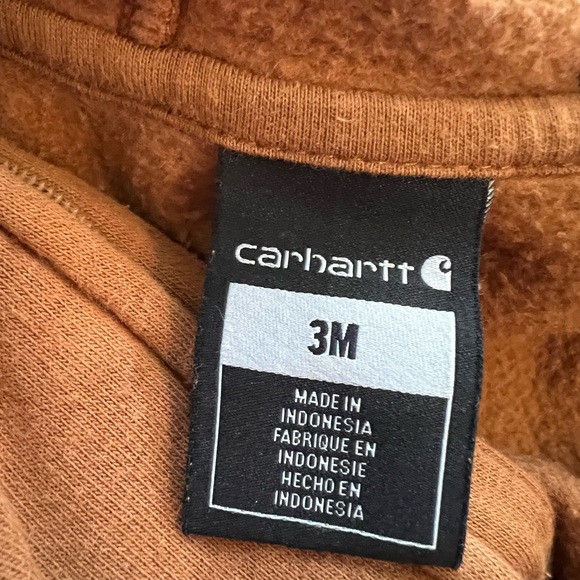 carhartt
3M
MADE IN
INDONESIA
FABRIQUE EN
INDONESIE
HECHO EN
INDONESIA